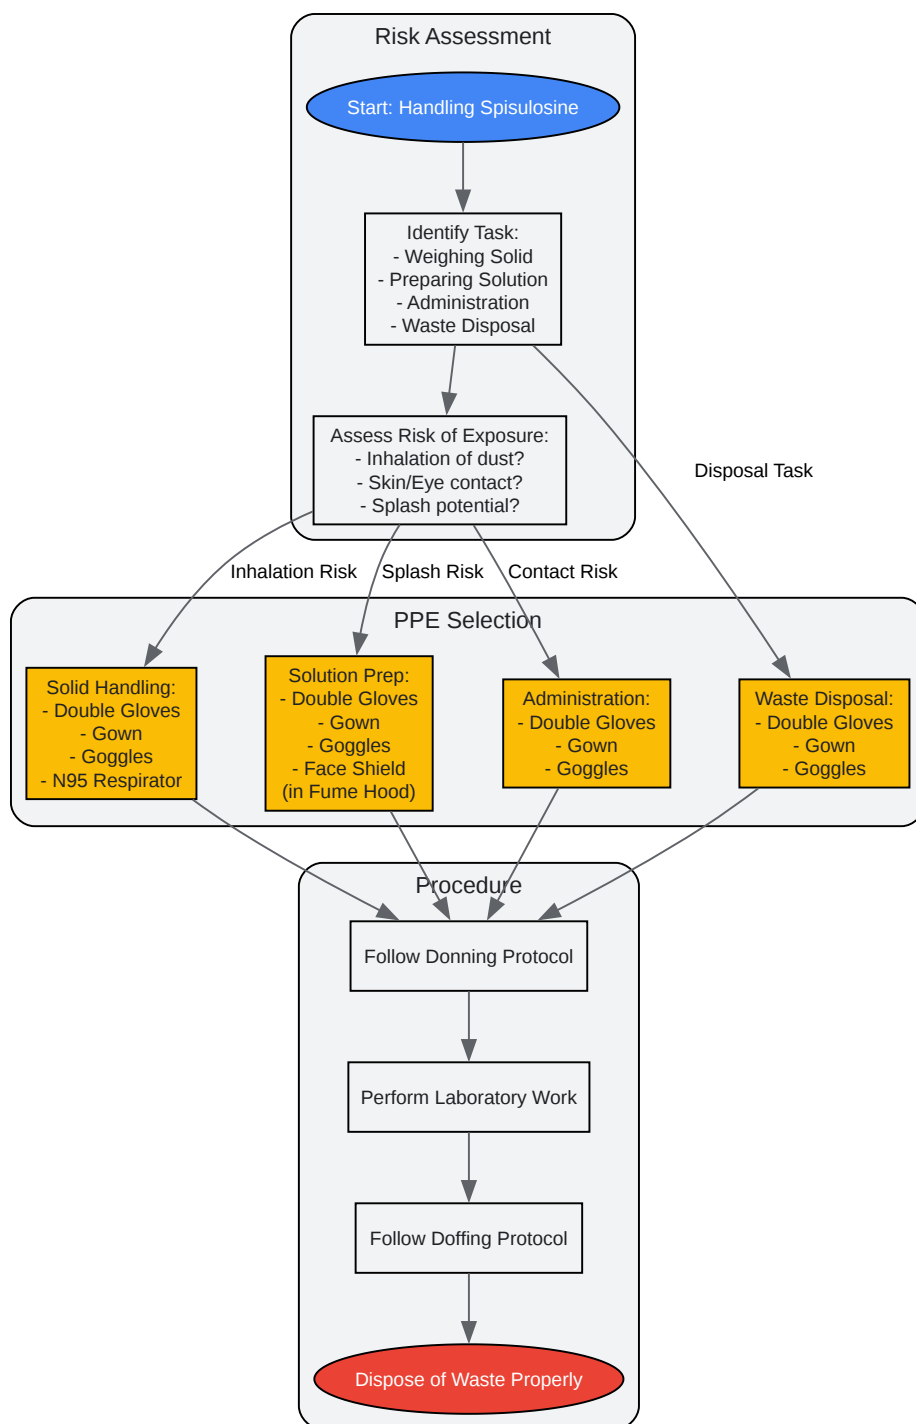 Risk Assessment
Start: Handling Spisulosine
Identify Task:
- Weighing Solid
- Preparing Solution
- Administration
- Waste Disposal
Assess Risk of Exposure:
- Inhalation of dust?
- Skin/Eye contact?
- Splash potential?
Disposal Task
Inhalation Risk
Splash Risk
Contact Risk
PPE Selection
Solid Handling:
- Double Gloves
- Gown
- Goggles
- N95 Respirator
Solution Prep:
- Double Gloves
- Gown
- Goggles
- Face Shield
(in Fume Hood)
Administration:
- Double Gloves
- Gown
- Goggles
Waste Disposal:
- Double Gloves
- Gown
- Goggles
Procedure
Follow Donning Protocol
Perform Laboratory Work
Follow Doffing Protocol
Dispose of Waste Properly